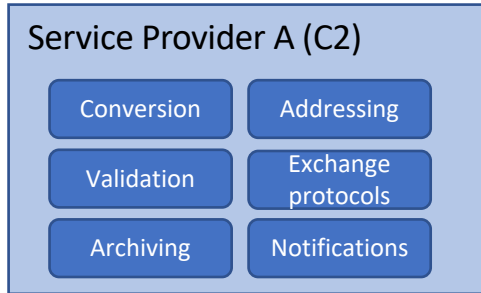 Service Provider A (C2)
Conversion
Addressing
Validation
Exchange
protocols
Archiving
Notifications